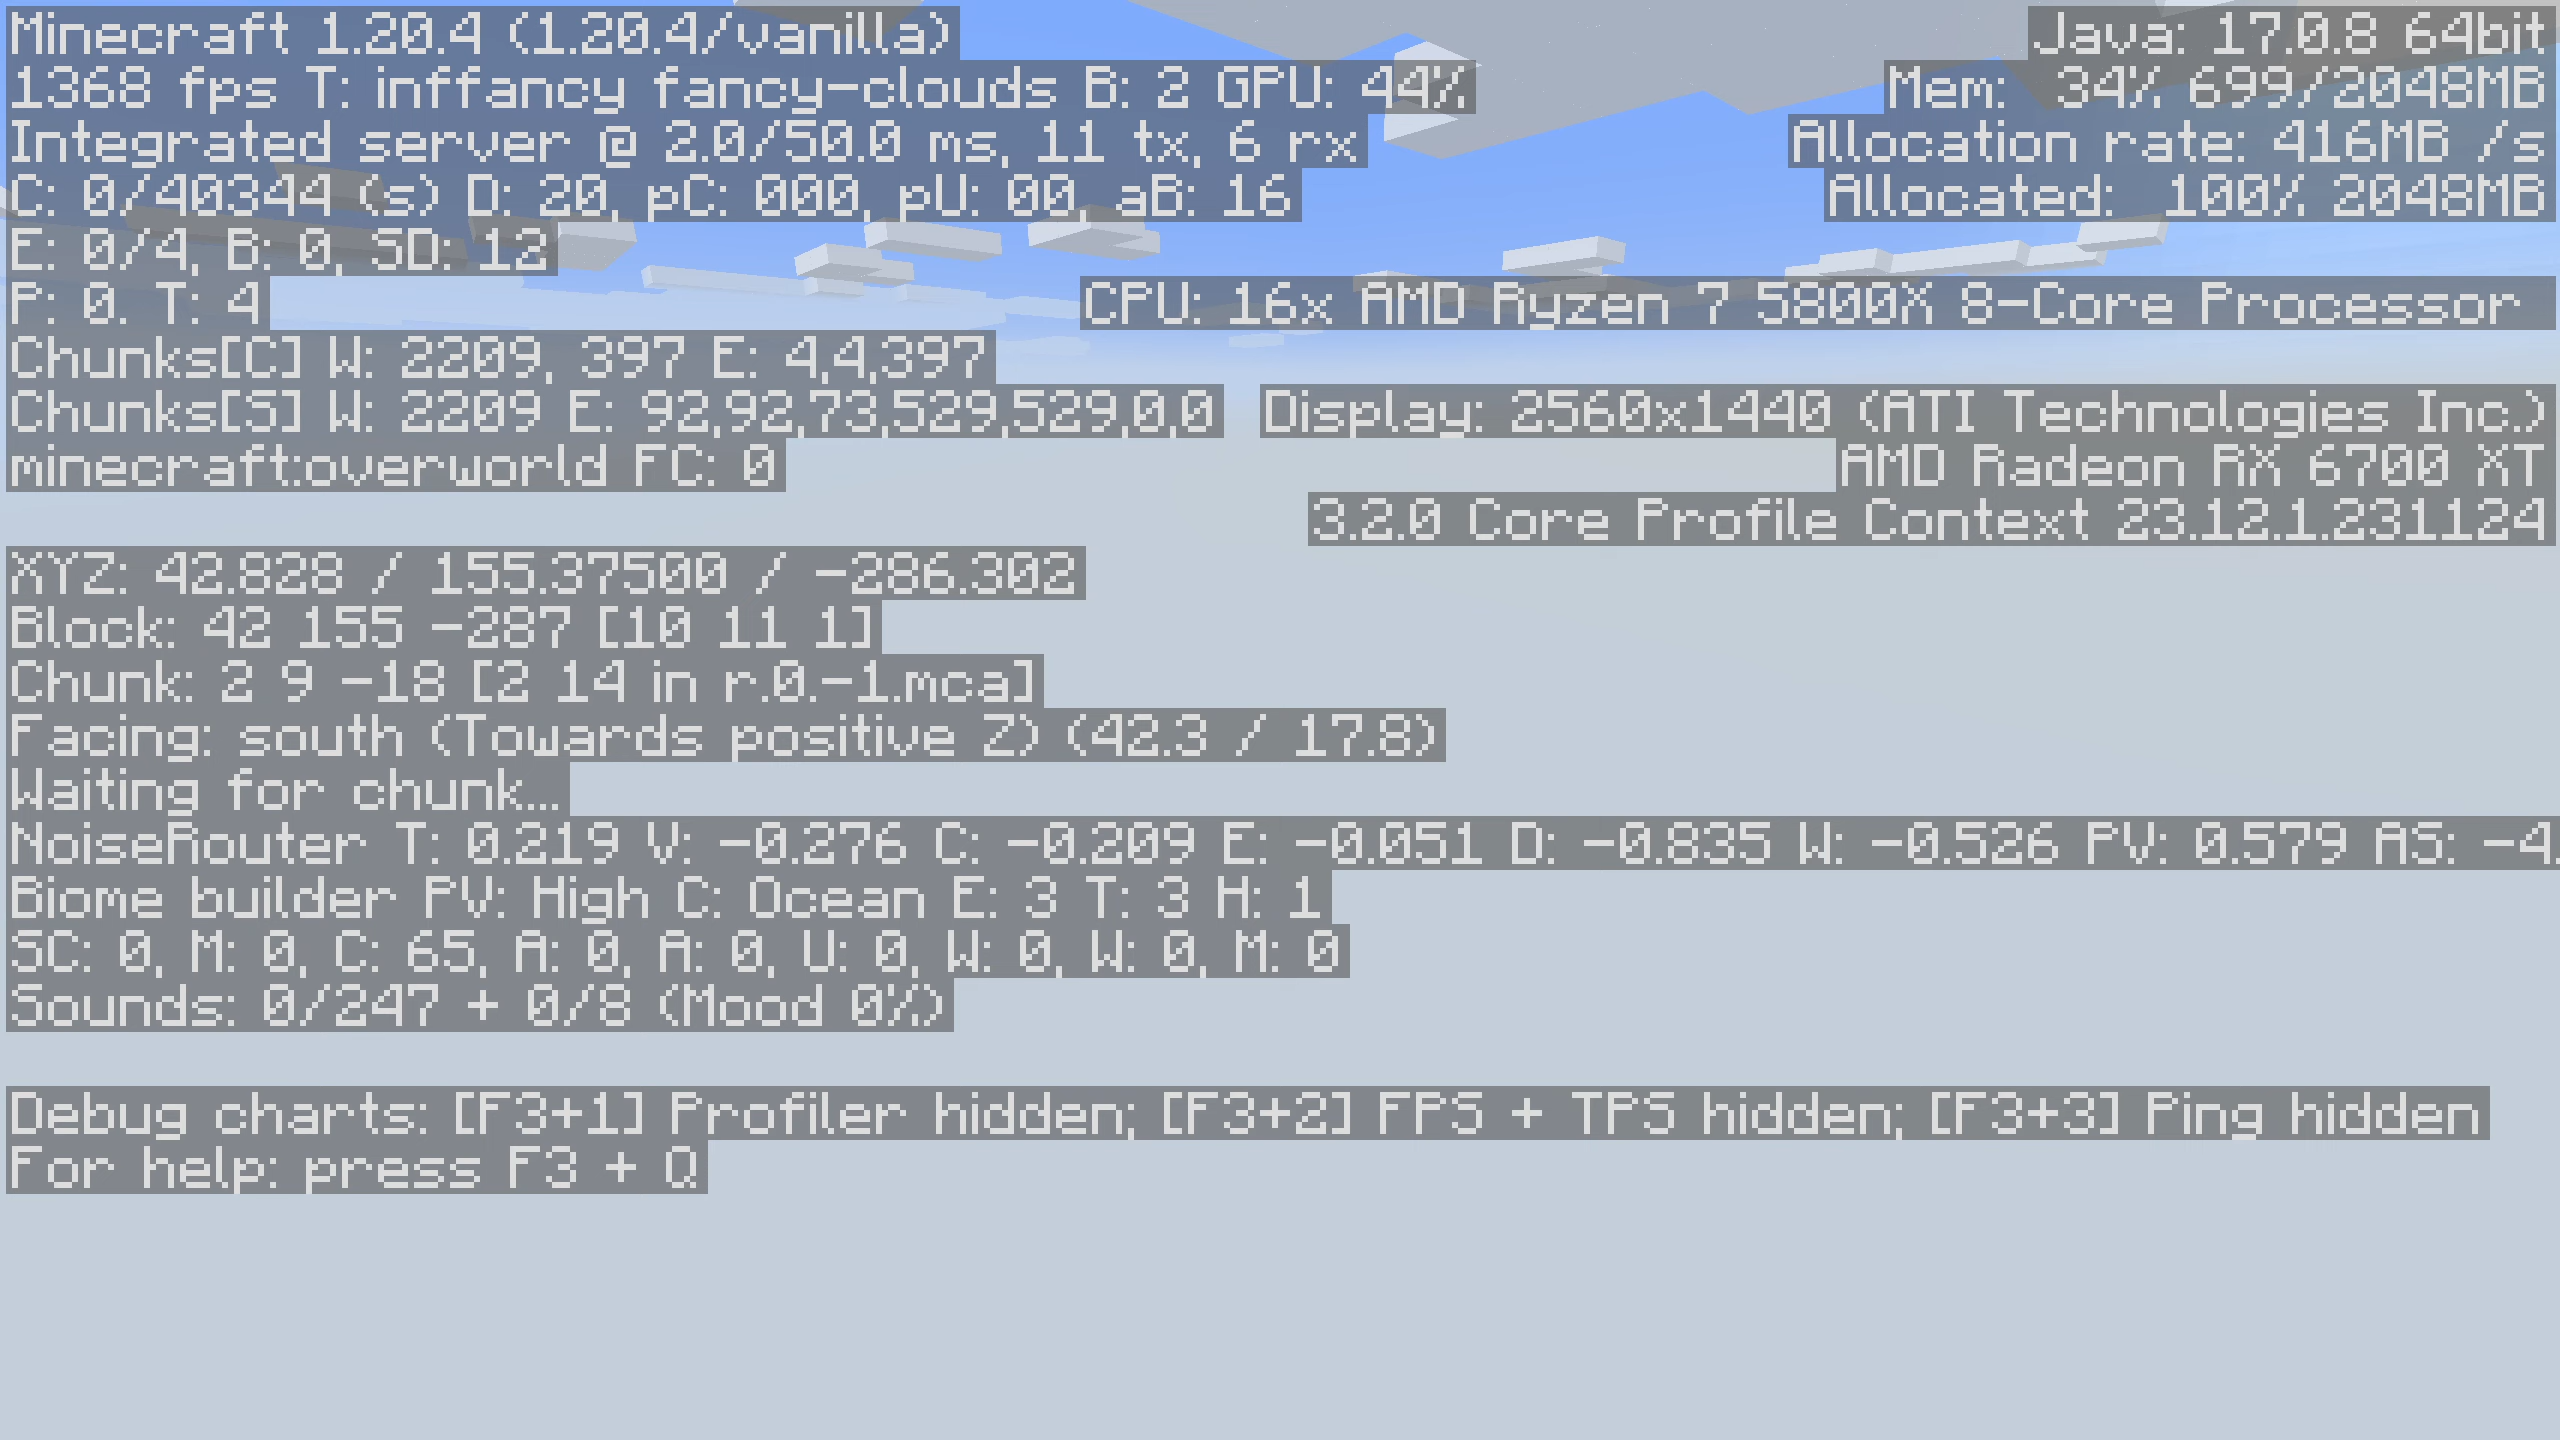 Minecraft 1.20.4 (1.20.4/vanilla)
1368 fps T: inffancy fancy-clouds B: 2 GPU: 44%
Integrated server @ 2.0/50.0 ms, 11 tx, 6 rx
C: 0/40344 (s) D: 20, pC: 000, pU: 00, aB: 16
E: 0/4, B: 0, SD: 12
P: 0. T: 4
Chunks[C] W: 2209, 397 E: 4,4,397
Chunks[S] W: 2209 E: 92,92,73,529,529,0,0
minecraft:overworld FC: 0
XYZ: 42.828 / 155.37500 / -286.302
Block: 42 155 -287 [10 11 1]
Chunk: 2 9 -18 [2 14 in r.0.-1.mca]
Facing: south (Towards positive Z) (42.3 / 17.8)
Waiting for chunk...
NoiseRouter T: 0.219 V: -0.276 C: -0.209 E: -0.051 D: -0.835 W: -0.526 PV: 0.579 AS: -4.
Biome builder PV: High C: Ocean E: 3 T: 3 H: 1
SC: 0, M: 0, C: 65, A: 0, A: 0, U: 0, W: 0, W: 0, M: 0
Sounds: 0/247 + 0/8 (Mood 0%)
Debug charts: [F3+1] Profiler hidden; [F3+2] FPS + TPS hidden; [F3+3] Ping hidden
For help: press F3 + Q
Java: 17.0.8 64bit
Mem: 34% 699/2048MB
Allocation rate: 416MB /s
Allocated: 100% 2048MB
CPU: 16x AMD Ryzen 7 5800X 8-Core Processor
Display: 2560x1440 (ATI Technologies Inc.)
AMD Radeon RX 6700 XT
3.2.0 Core Profile Context 23.12.1.231124